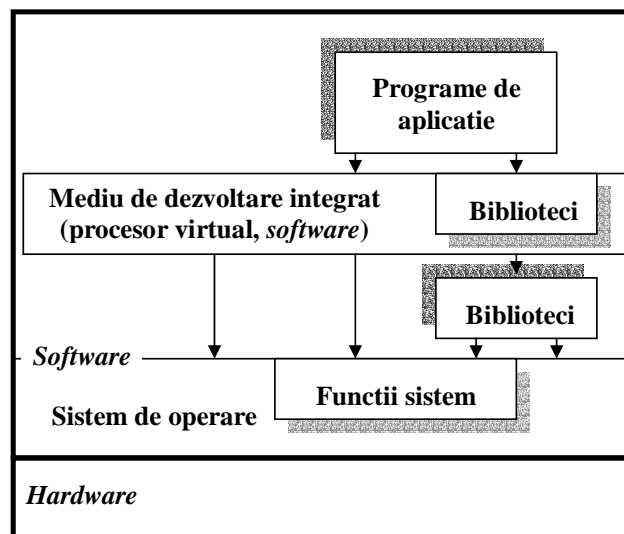 Programe de
aplicatie
Mediu de dezvoltare integrat
(procesor virtual, software)
Biblioteci
Biblioteci
Software
Functii sistem
Sistem de operare
Hardware